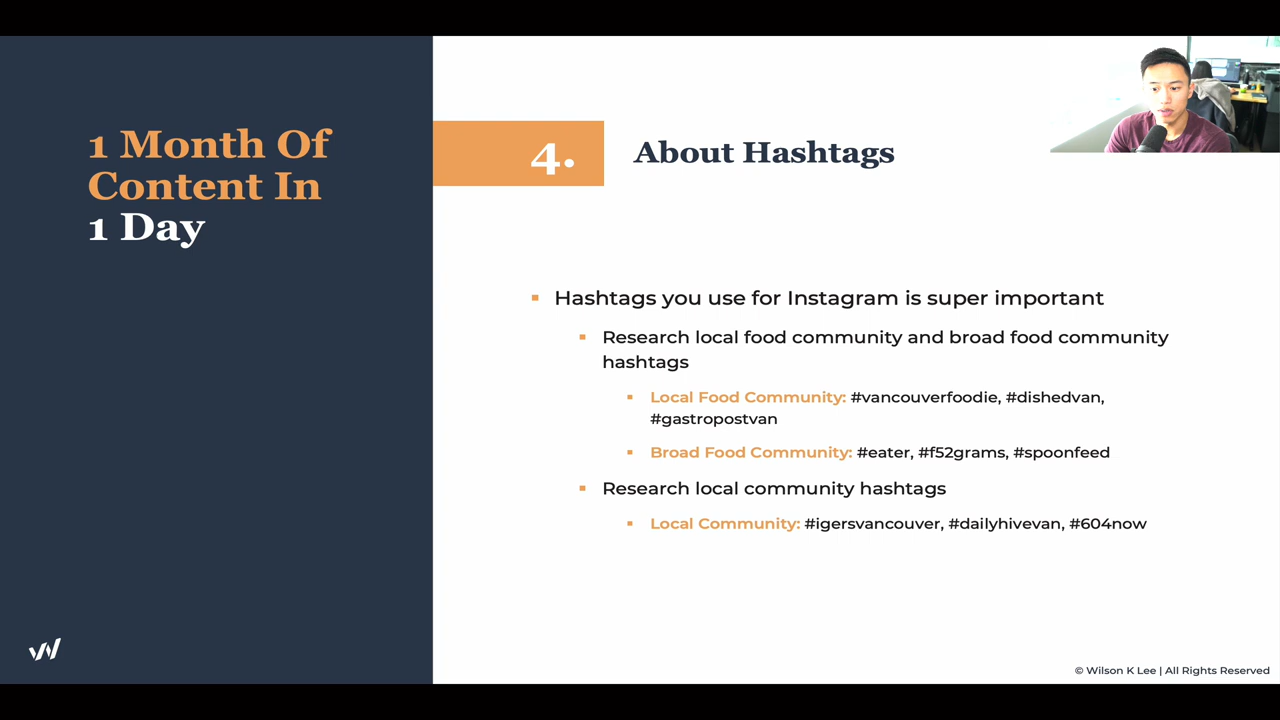 1 Month Of
Content In
1 Day
4.
About Hashtags
▪ Hashtags you use for Instagram is super important
▪ Research local food community and broad food community
hashtags
▪ Local Food Community: #vancouverfoodie, #dishedvan,
#gastropostvan
▪ Broad Food Community: #eater, #f52grams, #spoonfeed
▪ Research local community hashtags
▪ Local Community: #igersvancouver, #dailyhivevan, #604now
© Wilson K Lee | All Rights Reserved